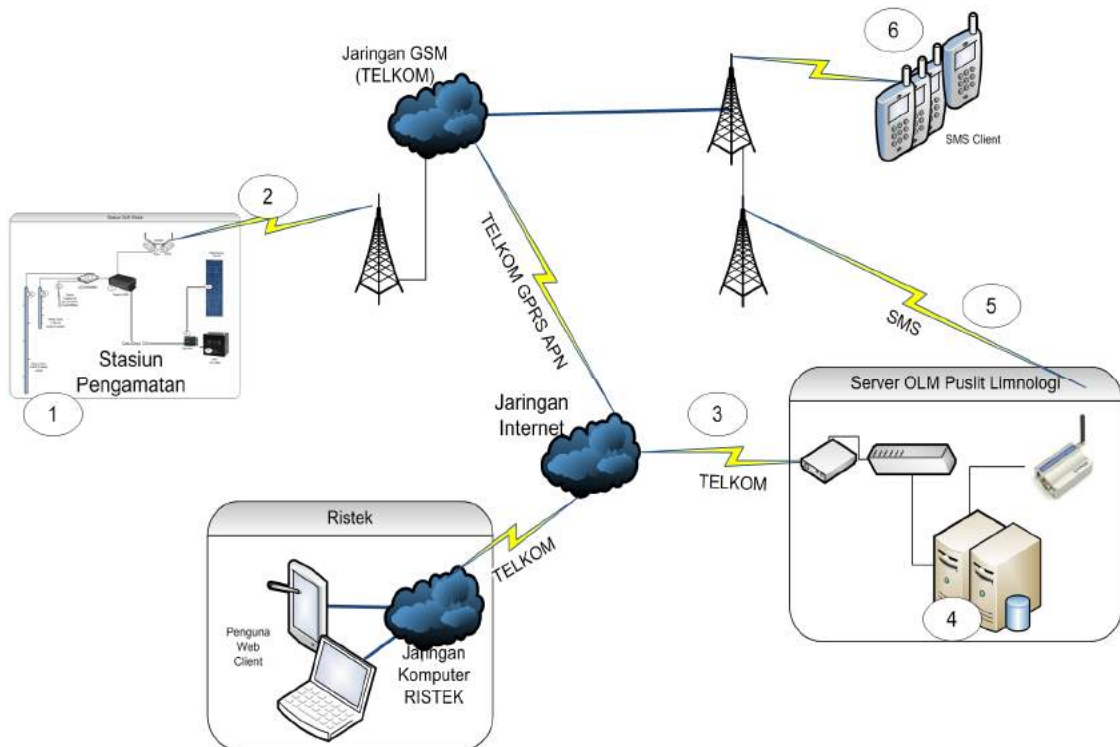 Jaringan GSM
(TELKOM)
6
SMS Client
2
Stasiun
Pengamatan
1
TELKOM GPRS APN
SMS
5
Server OLM Puslit Limnologi
Jaringan
Internet
3
TELKOM
4
Ristek
TELKOM
Penguna
Web
Client
Jaringan
Komputer
RISTEK